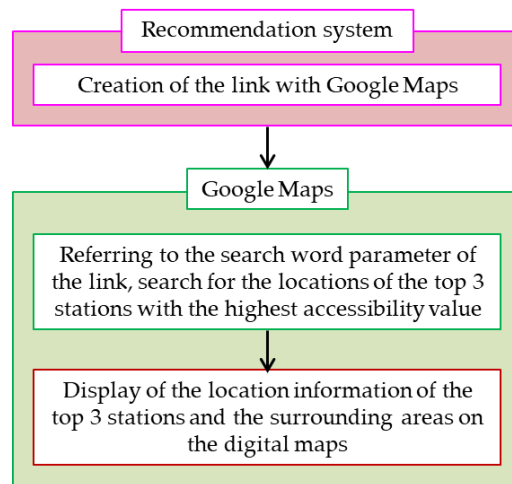 Recommendation system
Creation of the link with Google Maps
Google Maps
Referring to the search word parameter of
the link, search for the locations of the top 3
stations with the highest accessibility value
Display of the location information of the
top 3 stations and the surrounding areas on
the digital maps